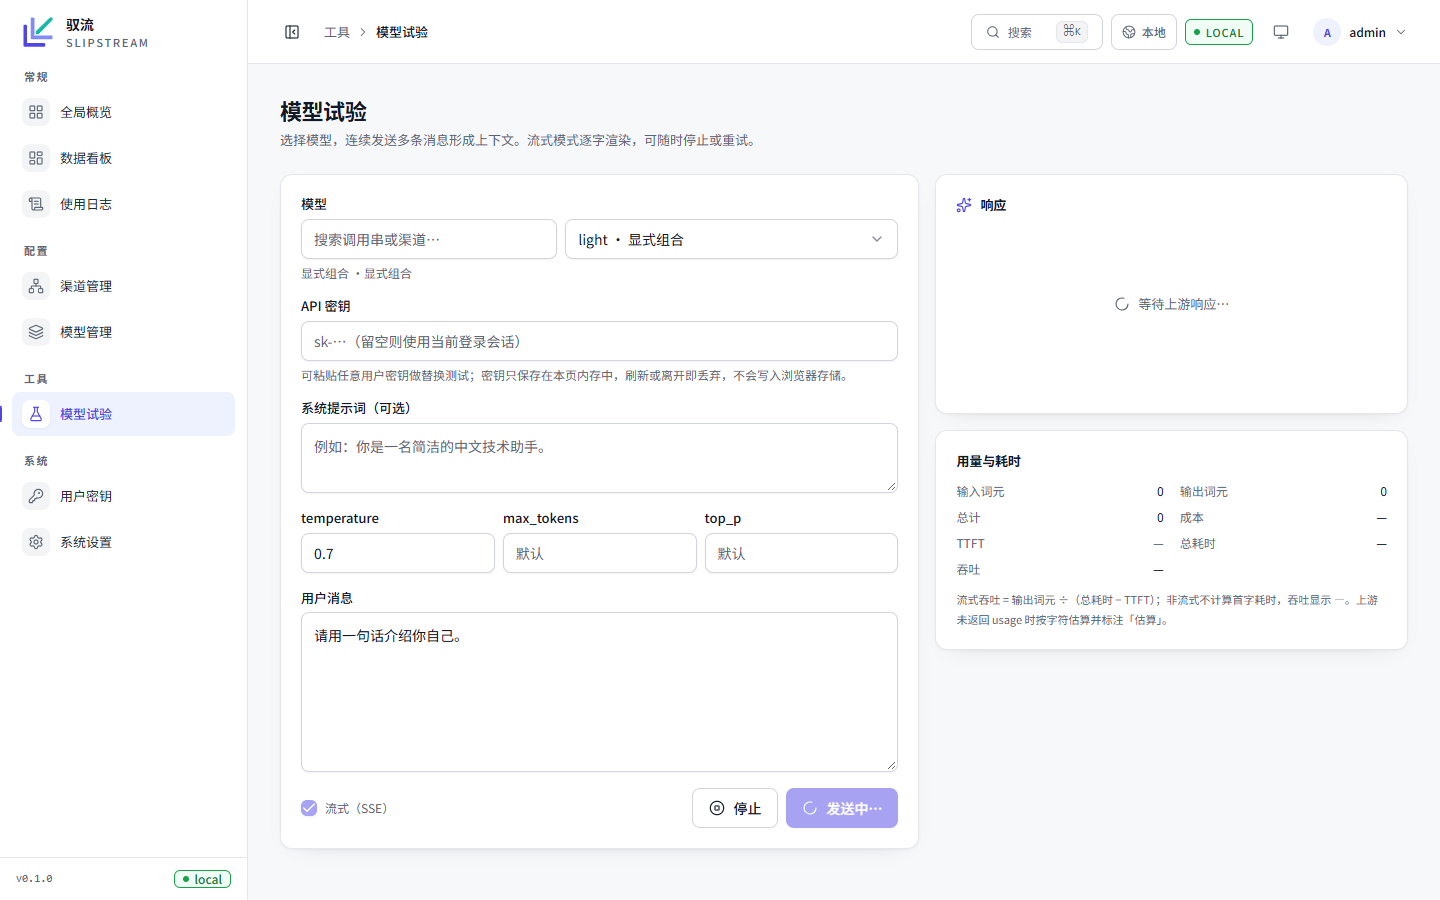 驭流
SLIPSTREAM
常规
全局概览
数据看板
使用日志
配置
渠道管理
模型管理
工具
模型试验
系统
用户密钥
系统设置
v0.1.0
local
工具
模型试验
搜索
⌘K
本地
LOCAL
A
admin
模型试验
选择模型，连续发送多条消息形成上下文。流式模式逐字渲染，可随时停止或重试。
模型
搜索调用串或渠道…
light · 显式组合
显式组合 · 显式组合
API 密钥
sk-…（留空则使用当前登录会话）
可粘贴任意用户密钥做替换测试；密钥只保存在本页内存中，刷新或离开即丢弃，不会写入浏览器存储。
系统提示词（可选）
例如：你是一名简洁的中文技术助手。
temperature
max_tokens
top_p
0.7
默认
默认
用户消息
请用一句话介绍你自己。
流式（SSE）
停止
发送中…
响应
等待上游响应…
用量与耗时
输入词元
0
输出词元
0
总计
0
成本
—
TTFT
—
总耗时
—
吞吐
—
流式吞吐 = 输出词元 ÷（总耗时 − TTFT）；非流式不计算首字耗时，吞吐显示 —。上游
未返回 usage 时按字符估算并标注「估算」。